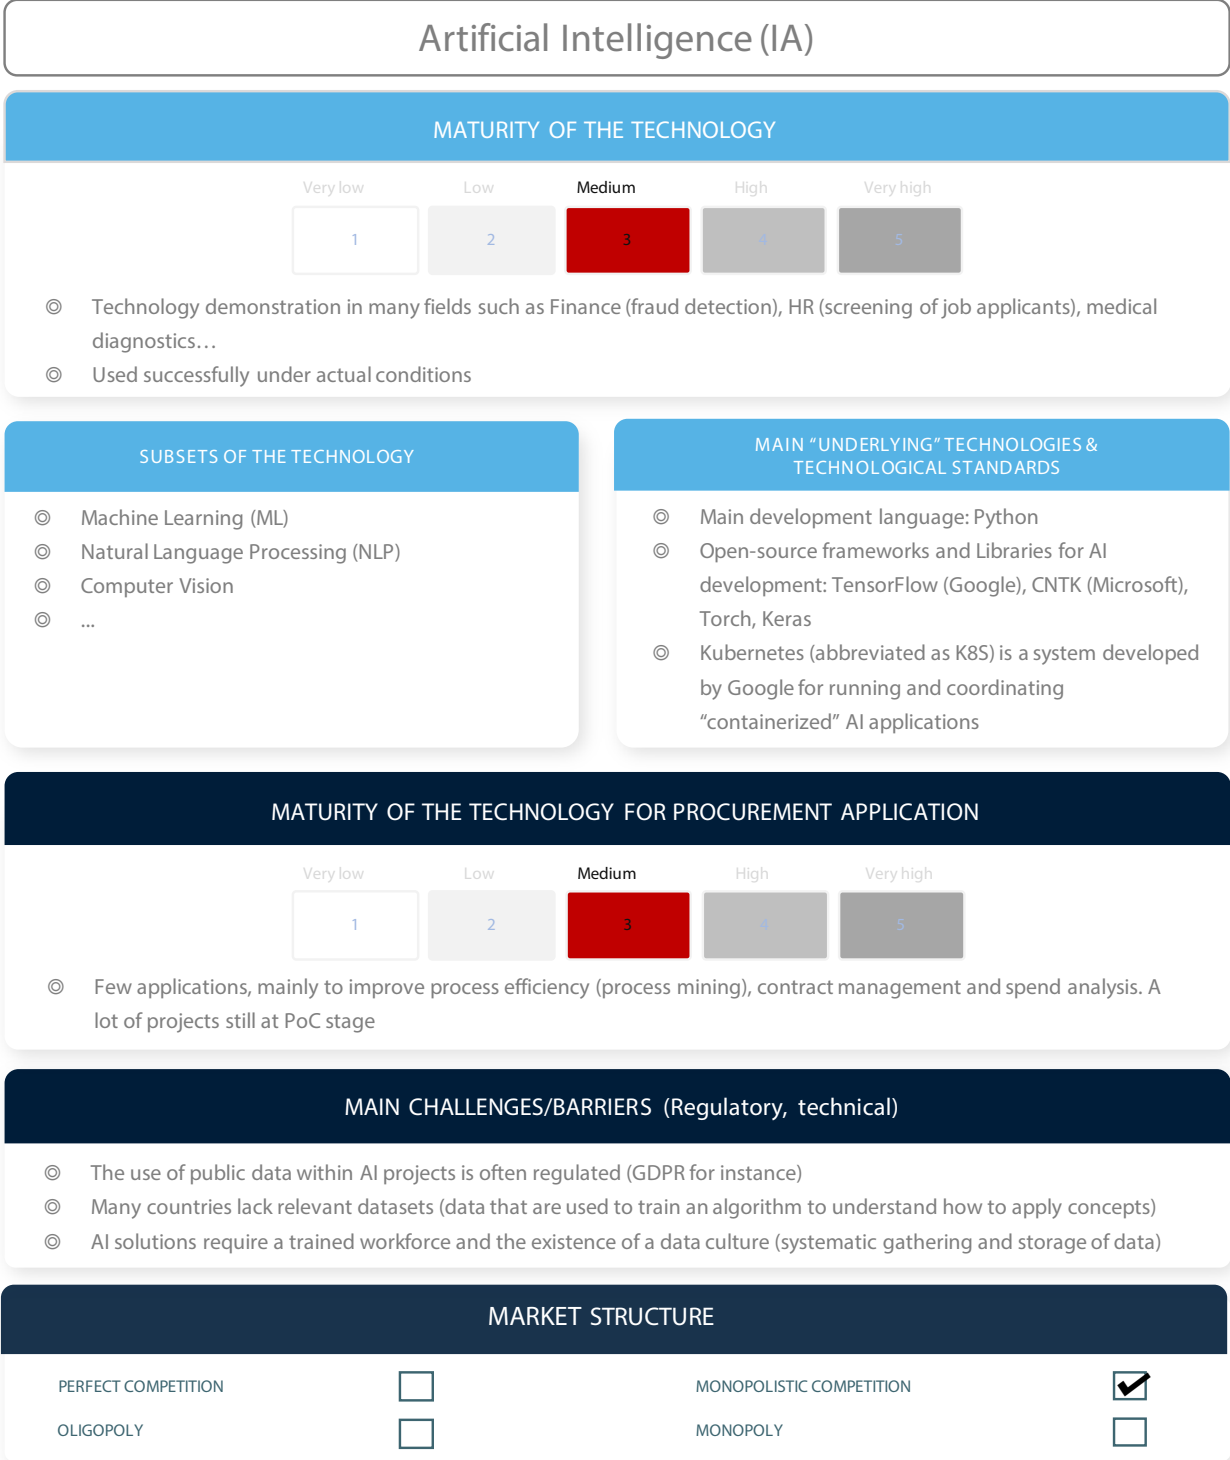 Artificial Intelligence (IA)
MATURITY OF THE TECHNOLOGY
Very low Low Medium High Very high
1 2 3 4 5
◎ Technology demonstration in many fields such as Finance (fraud detection), HR (screening of job applicants), medical
diagnostics…
◎ Used successfully under actual conditions
SUBSETS OF THE TECHNOLOGY
◎ Machine Learning (ML)
◎ Natural Language Processing (NLP)
◎ Computer Vision
◎ ...
MAIN “UNDERLYING” TECHNOLOGIES &
TECHNOLOGICAL STANDARDS
◎ Main development language: Python
◎ Open-source frameworks and Libraries for AI
development: TensorFlow (Google), CNTK (Microsoft),
Torch, Keras
◎ Kubernetes (abbreviated as K8S) is a system developed
by Google for running and coordinating
“containerized” AI applications
MATURITY OF THE TECHNOLOGY FOR PROCUREMENT APPLICATION
Very low Low Medium High Very high
1 2 3 4 5
◎ Few applications, mainly to improve process efficiency (process mining), contract management and spend analysis. A
lot of projects still at PoC stage
MAIN CHALLENGES/BARRIERS (Regulatory, technical)
◎ The use of public data within AI projects is often regulated (GDPR for instance)
◎ Many countries lack relevant datasets (data that are used to train an algorithm to understand how to apply concepts)
◎ AI solutions require a trained workforce and the existence of a data culture (systematic gathering and storage of data)
MARKET STRUCTURE
PERFECT COMPETITION
MONOPOLISTIC COMPETITION
OLIGOPOLY
MONOPOLY